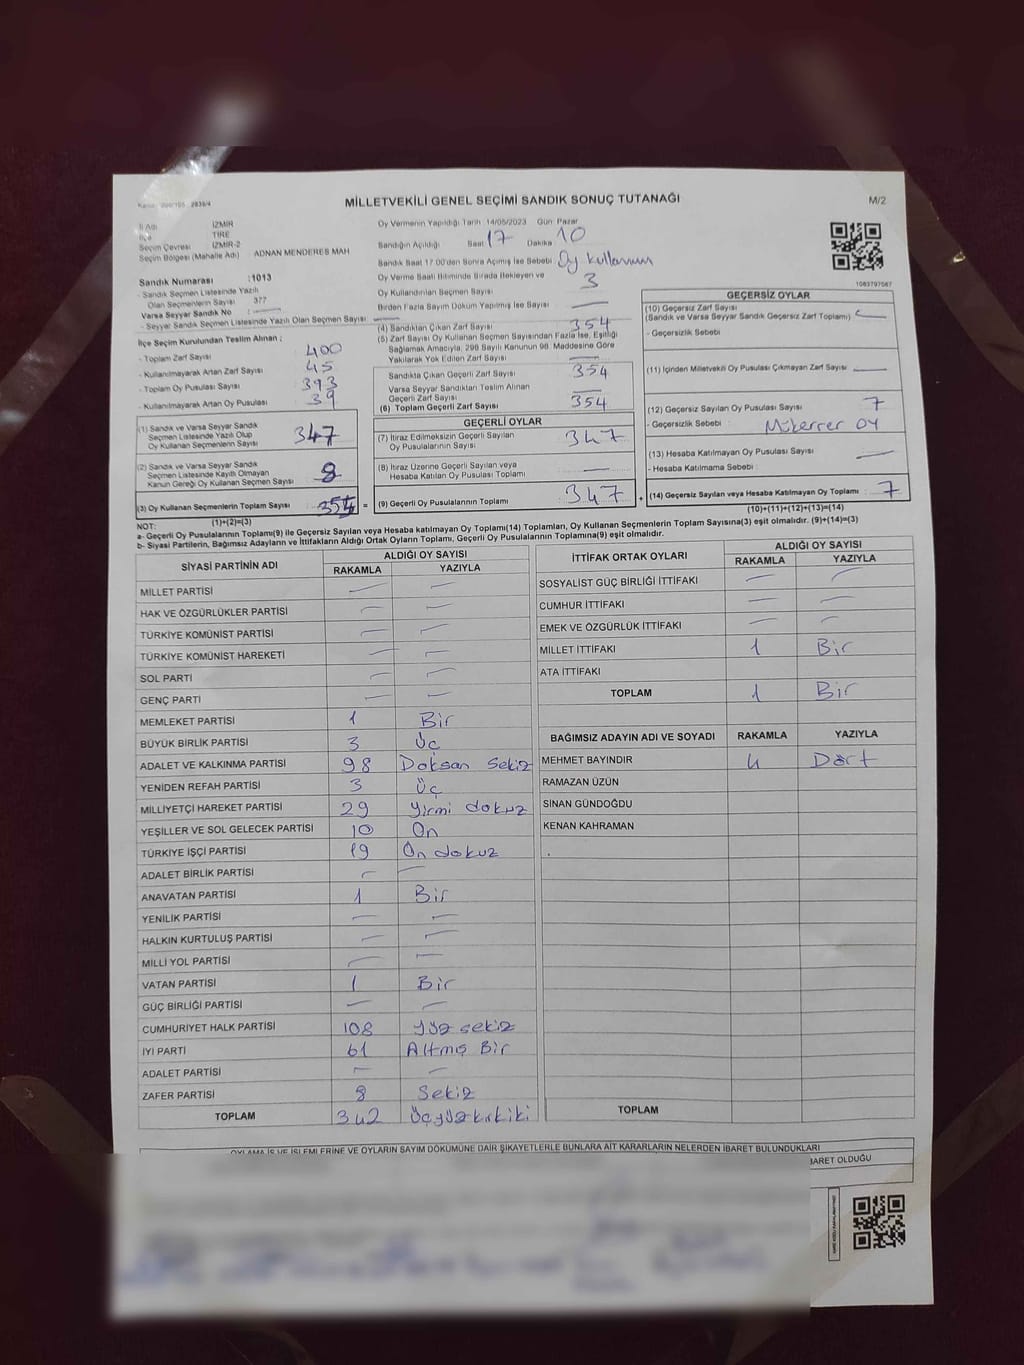 MİLLETVEKİLİ GENEL SEÇİMİ SANDIK SONUÇ TUTANAĞI
M/2
İl Adı İZMİR
İlçe TİRE
Seçim Çevresi İZMİR-2
Seçim Bölgesi (Mahalle Adı) ADNAN MENDERES MAH
Sandık Numarası :1013
- Sandık Seçmen Listesinde Yazılı
Olan Seçmenlerin Sayısı 377
Varsa Seyyar Sandık No : —
- Seyyar Sandık Seçmen Listesinde Yazılı Olan Seçmen Sayısı : —
İlçe Seçim Kurulundan Teslim Alınan ;
- Toplam Zarf Sayısı 400
- Kullanılmayarak Artan Zarf Sayısı 45
- Toplam Oy Pusulası Sayısı 393
- Kullanılmayarak Artan Oy Pusulası 39
(1) Sandık ve Varsa Seyyar Sandık
Seçmen Listesinde Yazılı Olup
Oy Kullanan Seçmenlerin Sayısı 347
(2) Sandık ve Varsa Seyyar Sandık
Seçmen Listesinde Kayıtlı Olmayan
Kanun Gereği Oy Kullanan Seçmen Sayısı 8
(3) Oy Kullanan Seçmenlerin Toplam Sayısı 354 =
(1)+(2)=(3)
Oy Vermenin Yapıldığı Tarih 14/05/2023 Gün Pazar
Sandığın Açıldığı Saat 17 Dakika 10
Sandık Saat 17.00'den Sonra Açılmış İse Sebebi Oy kullanım
Oy Verme Saati Bitiminde Sırada Bekleyen ve
Oy Kullandırılan Seçmen Sayısı 3
Birden Fazla Sayım Döküm Yapılmış İse Sayısı —
(4) Sandıktan Çıkan Zarf Sayısı 354
(5) Zarf Sayısı Oy Kullanan Seçmen Sayısından Fazla İse, Eşitliği
Sağlamak Amacıyla, 298 Sayılı Kanunun 98. Maddesine Göre
Yakılarak Yok Edilen Zarf Sayısı —
Sandıkta Çıkan Geçerli Zarf Sayısı 354
Varsa Seyyar Sandıktan Teslim Alınan
Geçerli Zarf Sayısı
(6) Toplam Geçerli Zarf Sayısı 354
GEÇERLİ OYLAR
(7) İtiraz Edilmeksizin Geçerli Sayılan
Oy Pusulasının Sayısı 347
(8) İtiraz Üzerine Geçerli Sayılan veya
Hesaba Katılan Oy Pusulası Toplamı —
(9) Geçerli Oy Pusulalarının Toplamı 347 +
1083797587
GEÇERSİZ OYLAR
(10) Geçersiz Zarf Sayısı
(Sandık ve Varsa Seyyar Sandık Geçersiz Zarf Toplamı) —
- Geçersizlik Sebebi
(11) İçinden Milletvekili Oy Pusulası Çıkmayan Zarf Sayısı —
(12) Geçersiz Sayılan Oy Pusulası Sayısı 7
- Geçersizlik Sebebi Mükerrer oy
(13) Hesaba Katılmayan Oy Pusulası Sayısı —
- Hesaba Katılmama Sebebi
(14) Geçersiz Sayılan veya Hesaba Katılmayan Oy Toplamı 7
(10)+(11)+(12)+(13)=(14)
NOT:
a- Geçerli Oy Pusulalarının Toplamı(9) ile Geçersiz Sayılan veya Hesaba katılmayan Oy Toplamı(14) Toplamları, Oy Kullanan Seçmenlerin Toplam Sayısına(3) eşit olmalıdır. (9)+(14)=(3)
b- Siyasi Partilerin, Bağımsız Adayların ve İttifakların Aldığı Ortak Oyların Toplamı, Geçerli Oy Pusulalarının Toplamına(9) eşit olmalıdır.
SİYASİ PARTİNİN ADI ALDIĞI OY SAYISI
RAKAMLA YAZIYLA
MİLLET PARTİSİ — —
HAK VE ÖZGÜRLÜKLER PARTİSİ — —
TÜRKİYE KOMÜNİST PARTİSİ — —
TÜRKİYE KOMÜNİST HAREKETİ — —
SOL PARTİ — —
GENÇ PARTİ — —
MEMLEKET PARTİSİ 1 Bir
BÜYÜK BİRLİK PARTİSİ 3 Üç
ADALET VE KALKINMA PARTİSİ 98 Doksan Sekiz
YENİDEN REFAH PARTİSİ 3 Üç
MİLLİYETÇİ HAREKET PARTİSİ 29 Yirmi dokuz
YEŞİLLER VE SOL GELECEK PARTİSİ 10 On
TÜRKİYE İŞÇİ PARTİSİ 19 On dokuz
ADALET BİRLİK PARTİSİ — —
ANAVATAN PARTİSİ 1 Bir
YENİLİK PARTİSİ — —
HALKIN KURTULUŞ PARTİSİ — —
MİLLİ YOL PARTİSİ — —
VATAN PARTİSİ 1 Bir
GÜÇ BİRLİĞİ PARTİSİ — —
CUMHURİYET HALK PARTİSİ 108 Yüz sekiz
İYİ PARTİ 61 Altmış Bir
ADALET PARTİSİ — —
ZAFER PARTİSİ 8 Sekiz
TOPLAM 342 Üçyüzkırkiki
İTTİFAK ORTAK OYLARI ALDIĞI OY SAYISI
RAKAMLA YAZIYLA
SOSYALİST GÜÇ BİRLİĞİ İTTİFAKI — —
CUMHUR İTTİFAKI — —
EMEK VE ÖZGÜRLÜK İTTİFAKI — —
MİLLET İTTİFAKI 1 Bir
ATA İTTİFAKI
TOPLAM 1 Bir
BAĞIMSIZ ADAYIN ADI VE SOYADI RAKAMLA YAZIYLA
MEHMET BAYINDIR 4 Dört
RAMAZAN ÜZÜN
SİNAN GÜNDOĞDU
KENAN KAHRAMAN
TOPLAM
OYLAMA İŞ VE İŞLEMLERİNE VE OYLARIN SAYIM DÖKÜMÜNE DAİR ŞİKAYETLERLE BUNLARA AİT KARARLARIN NELERDEN İBARET BULUNDUKLARI
BARET OLDUĞU